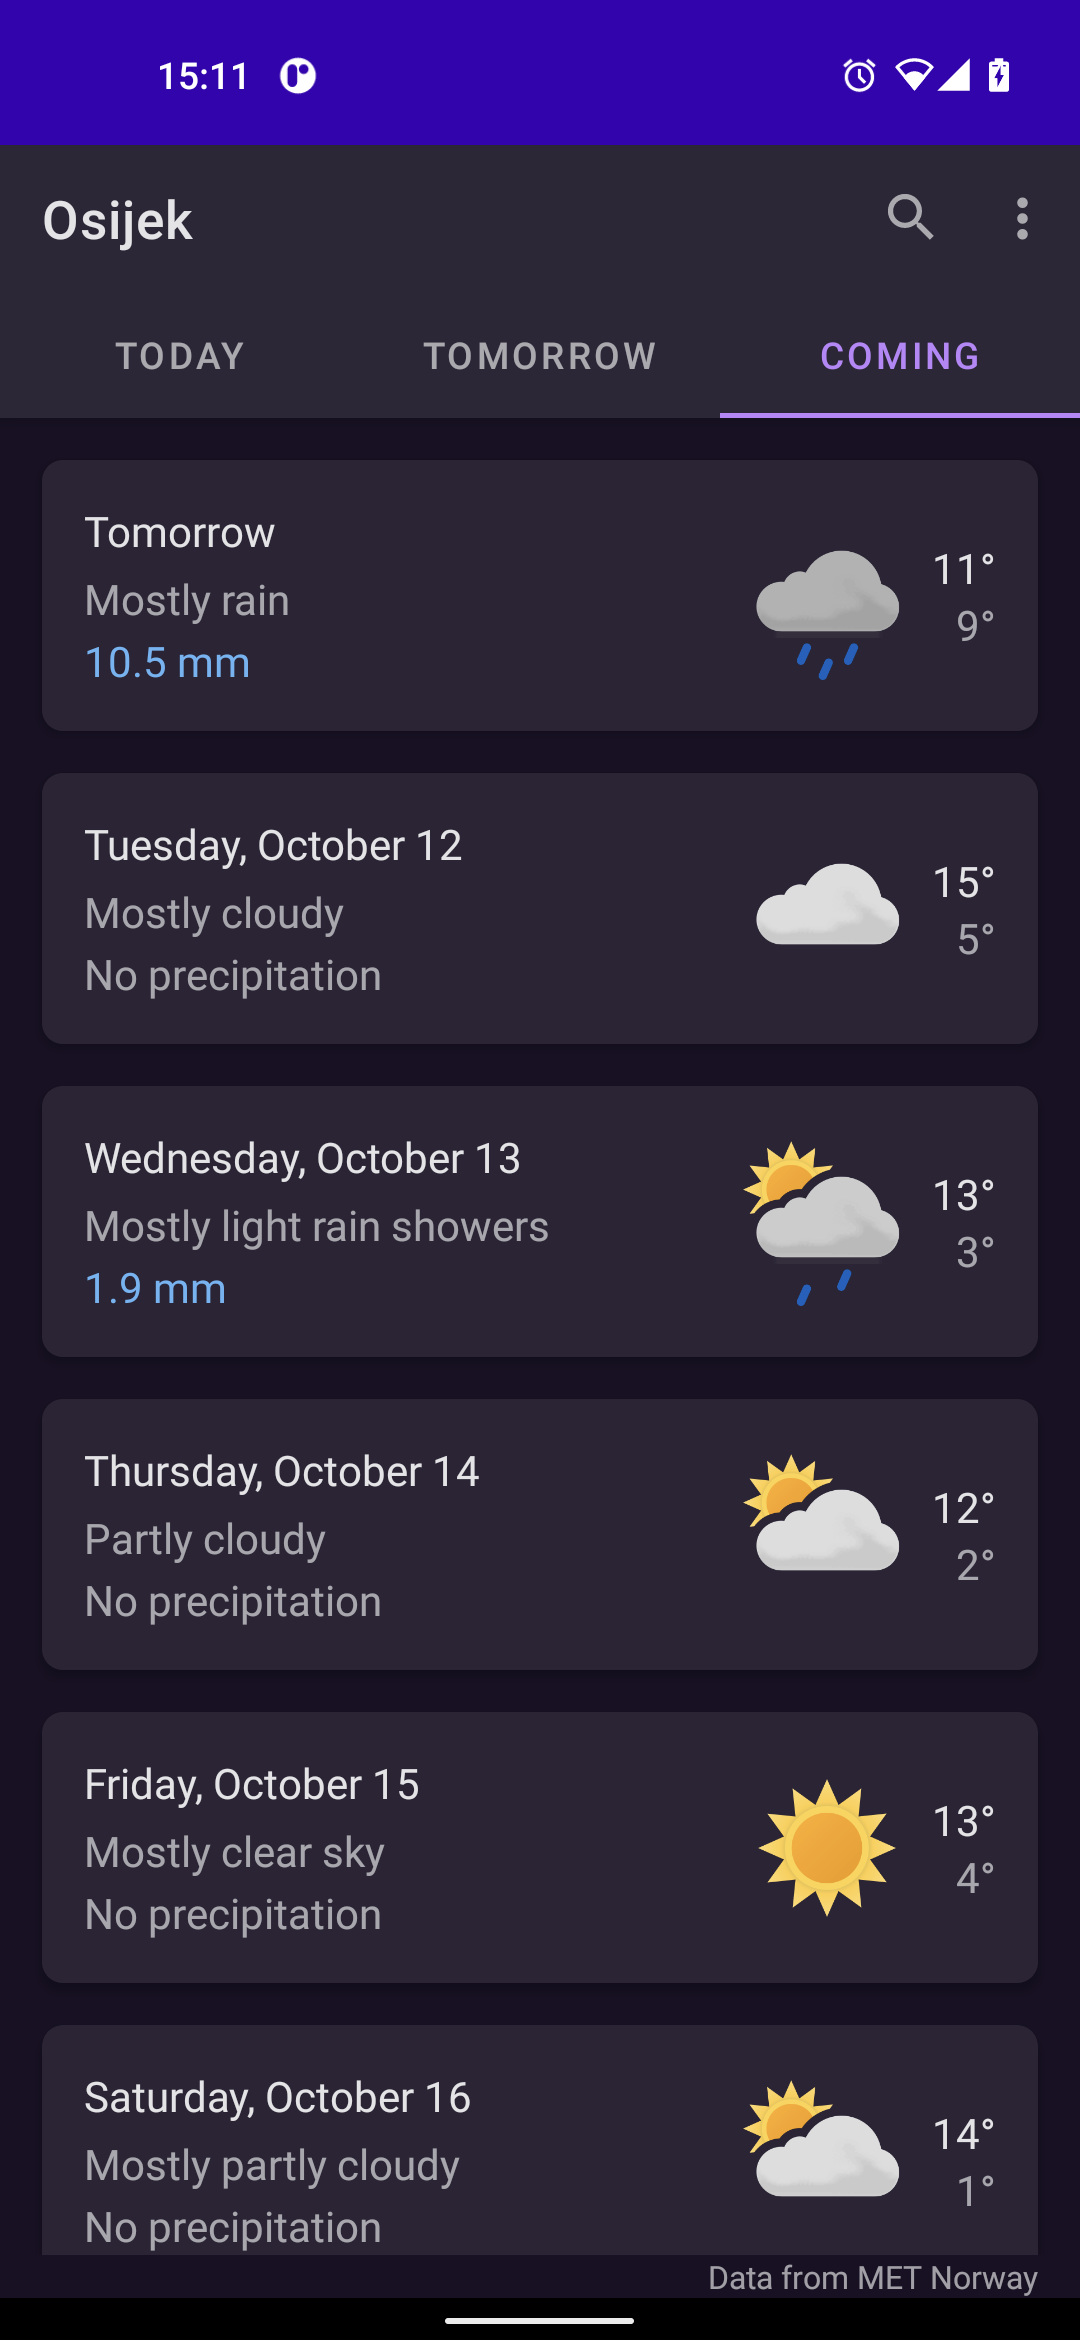 15:11
Osijek
TODAY
TOMORROW
COMING
Tomorrow
Mostly rain
10.5 mm
11°
9°
Tuesday, October 12
Mostly cloudy
No precipitation
15°
5°
Wednesday, October 13
Mostly light rain showers
1.9 mm
13°
3°
Thursday, October 14
Partly cloudy
No precipitation
12°
2°
Friday, October 15
Mostly clear sky
No precipitation
13°
4°
Saturday, October 16
Mostly partly cloudy
No precipitation
14°
1°
Data from MET Norway